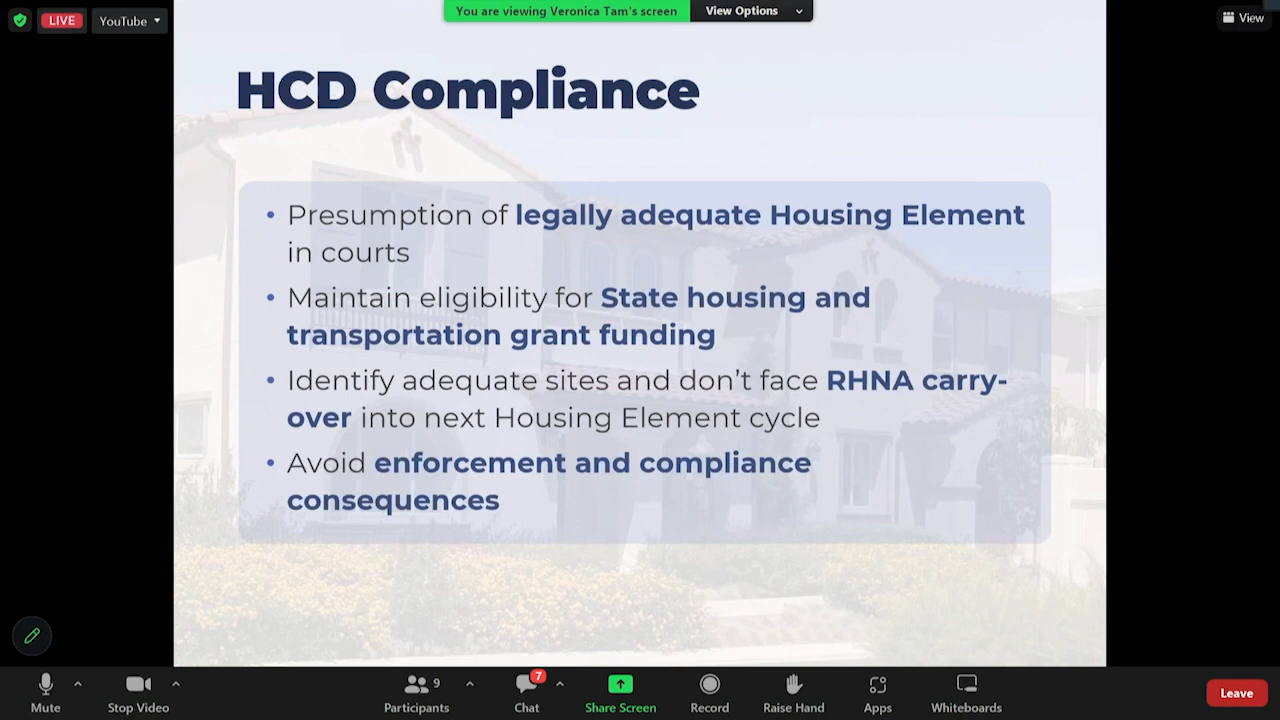 You are viewing Veronica Tam's screen
View Options
LIVE
YouTube
View
HCD Compliance
• Presumption of legally adequate Housing Element
in courts
• Maintain eligibility for State housing and
transportation grant funding
• Identify adequate sites and don’t face RHNA carry-
over into next Housing Element cycle
• Avoid enforcement and compliance
consequences
9
7
Mute
Stop Video
Participants
Chat
Share Screen
Record
Raise Hand
Apps
Whiteboards
Leave